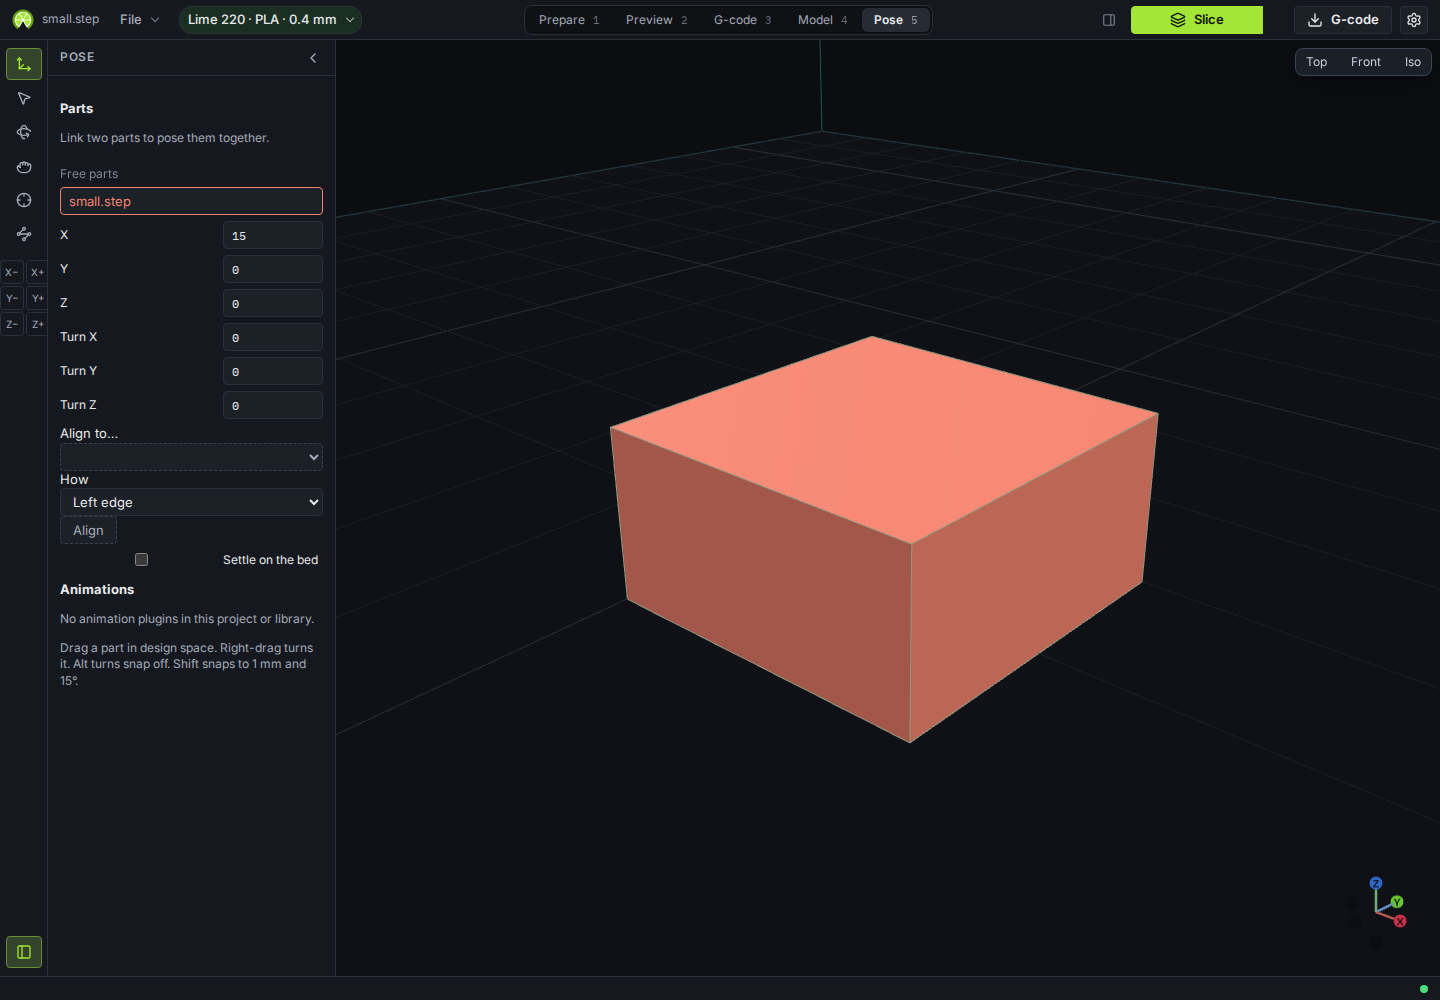 small.step
File
Lime 220 · PLA · 0.4 mm
Prepare 1
Preview 2
G-code 3
Model 4
Pose 5
Slice
G-code
POSE
Top
Front
Iso
Parts
Link two parts to pose them together.
Free parts
small.step
X 15
Y 0
Z 0
Turn X 0
Turn Y 0
Turn Z 0
Align to...
How
Left edge
Align
Settle on the bed
Animations
No animation plugins in this project or library.
Drag a part in design space. Right-drag turns
it. Alt turns snap off. Shift snaps to 1 mm and
15°.
X− X+
Y− Y+
Z− Z+
Z
Y
X